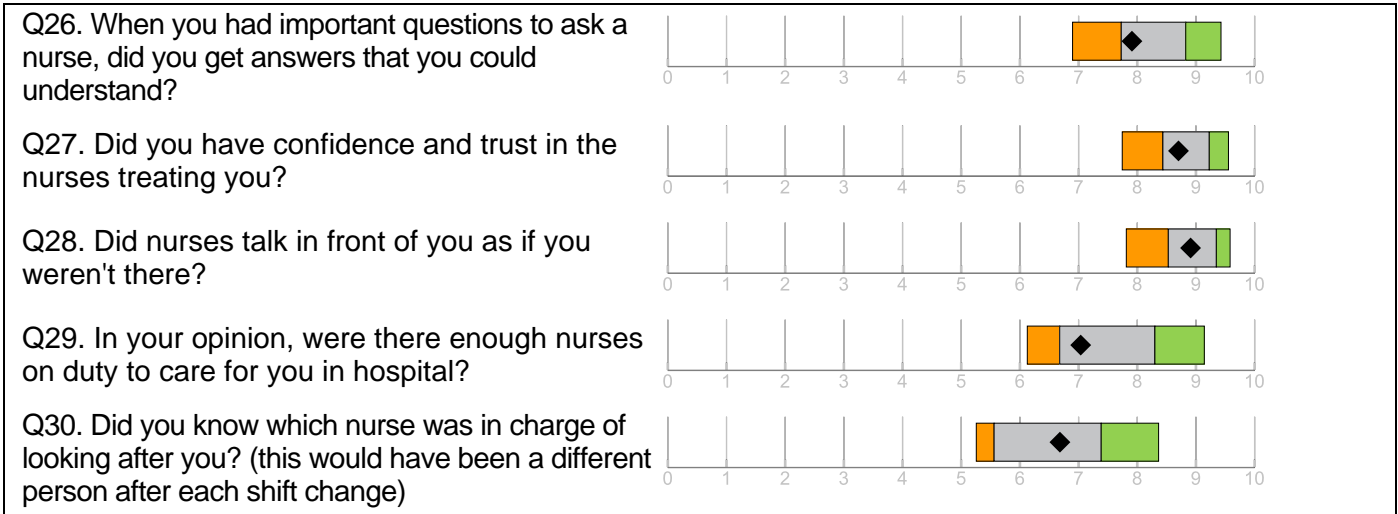 Q26. When you had important questions to ask a
nurse, did you get answers that you could
understand?
0 1 2 3 4 5 6 7 8 9 10
Q27. Did you have confidence and trust in the
nurses treating you?
0 1 2 3 4 5 6 7 8 9 10
Q28. Did nurses talk in front of you as if you
weren't there?
0 1 2 3 4 5 6 7 8 9 10
Q29. In your opinion, were there enough nurses
on duty to care for you in hospital?
0 1 2 3 4 5 6 7 8 9 10
Q30. Did you know which nurse was in charge of
looking after you? (this would have been a different
person after each shift change)
0 1 2 3 4 5 6 7 8 9 10